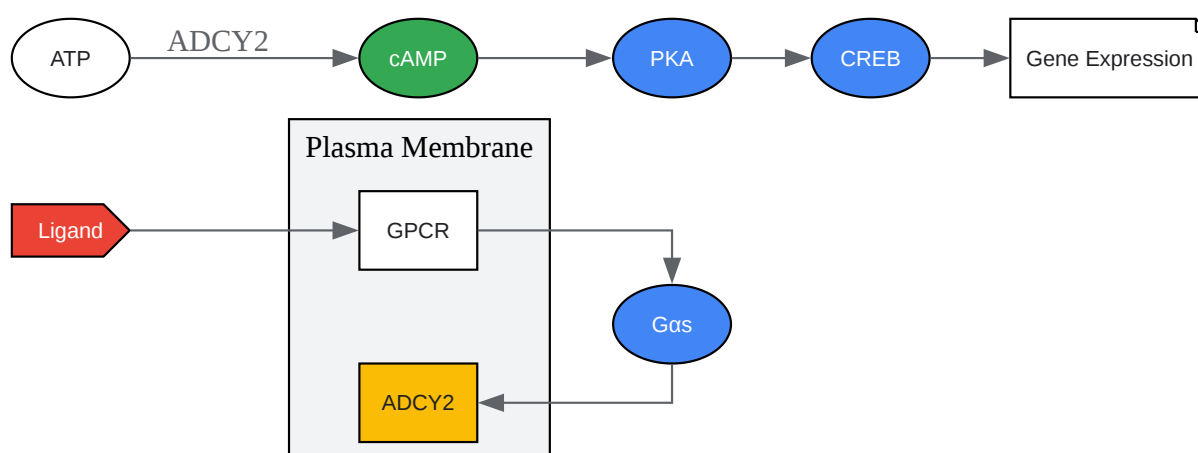 ATP
ADCY2
cAMP
PKA
CREB
Gene Expression
Plasma Membrane
Ligand
GPCR
Gαs
ADCY2